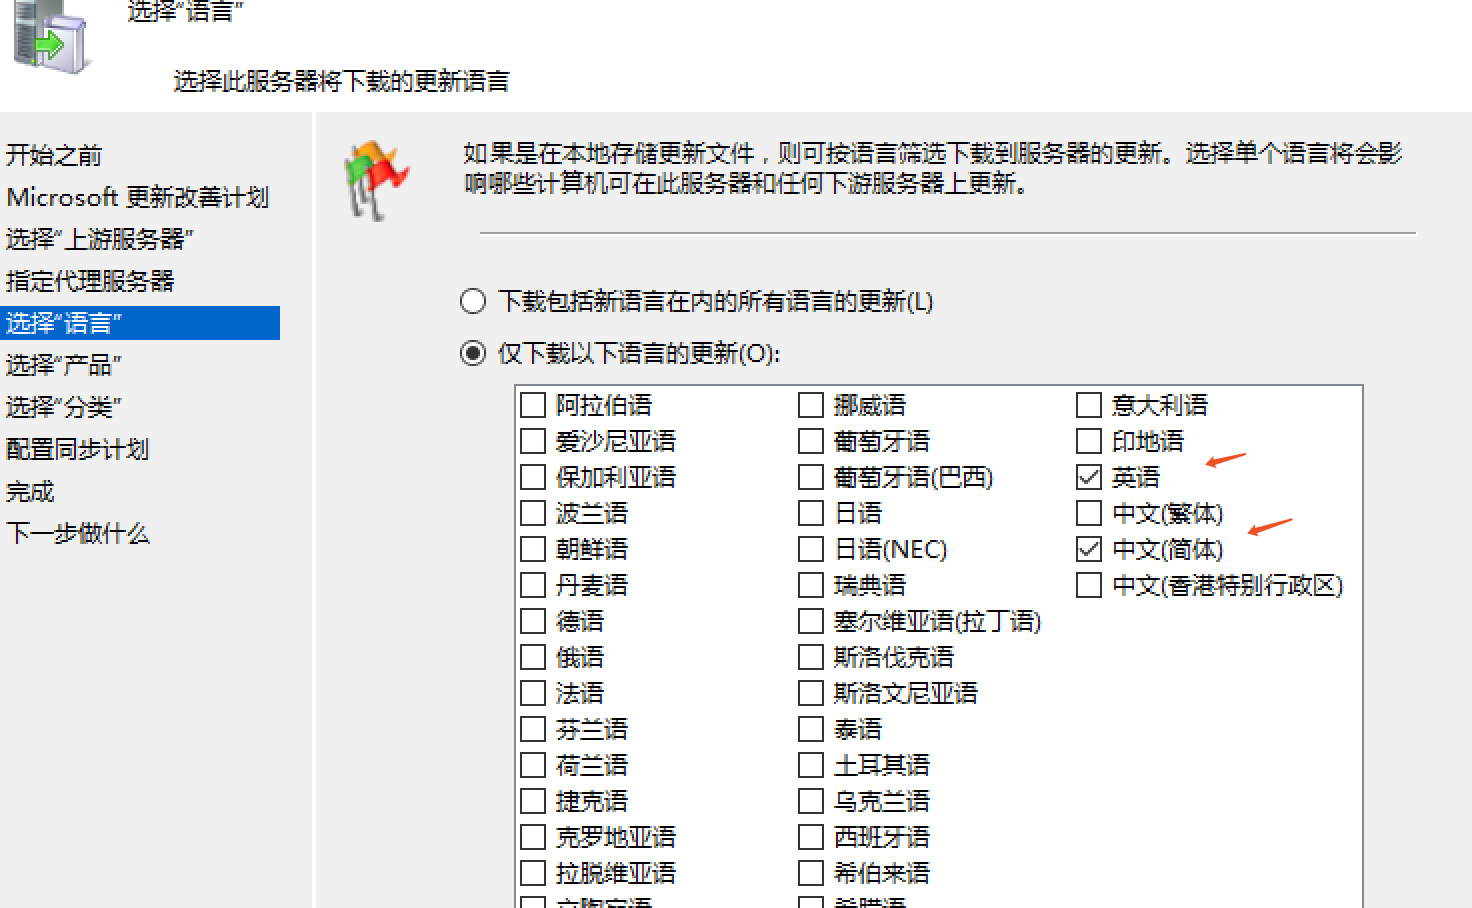 选择“语言”
选择此服务器将下载的更新语言
开始之前
Microsoft 更新改善计划
选择“上游服务器”
指定代理服务器
选择“语言”
选择“产品”
选择“分类”
配置同步计划
完成
下一步做什么
如果是在本地存储更新文件，则可按语言筛选下载到服务器的更新。选择单个语言将会影
响哪些计算机可在此服务器和任何下游服务器上更新。
下载包括新语言在内的所有语言的更新(L)
仅下载以下语言的更新(O):
阿拉伯语
爱沙尼亚语
保加利亚语
波兰语
朝鲜语
丹麦语
德语
俄语
法语
芬兰语
荷兰语
捷克语
克罗地亚语
拉脱维亚语
立陶宛语
挪威语
葡萄牙语
葡萄牙语(巴西)
日语
日语(NEC)
瑞典语
塞尔维亚语(拉丁语)
斯洛伐克语
斯洛文尼亚语
泰语
土耳其语
乌克兰语
西班牙语
希伯来语
希腊语
意大利语
印地语
英语
中文(繁体)
中文(简体)
中文(香港特别行政区)